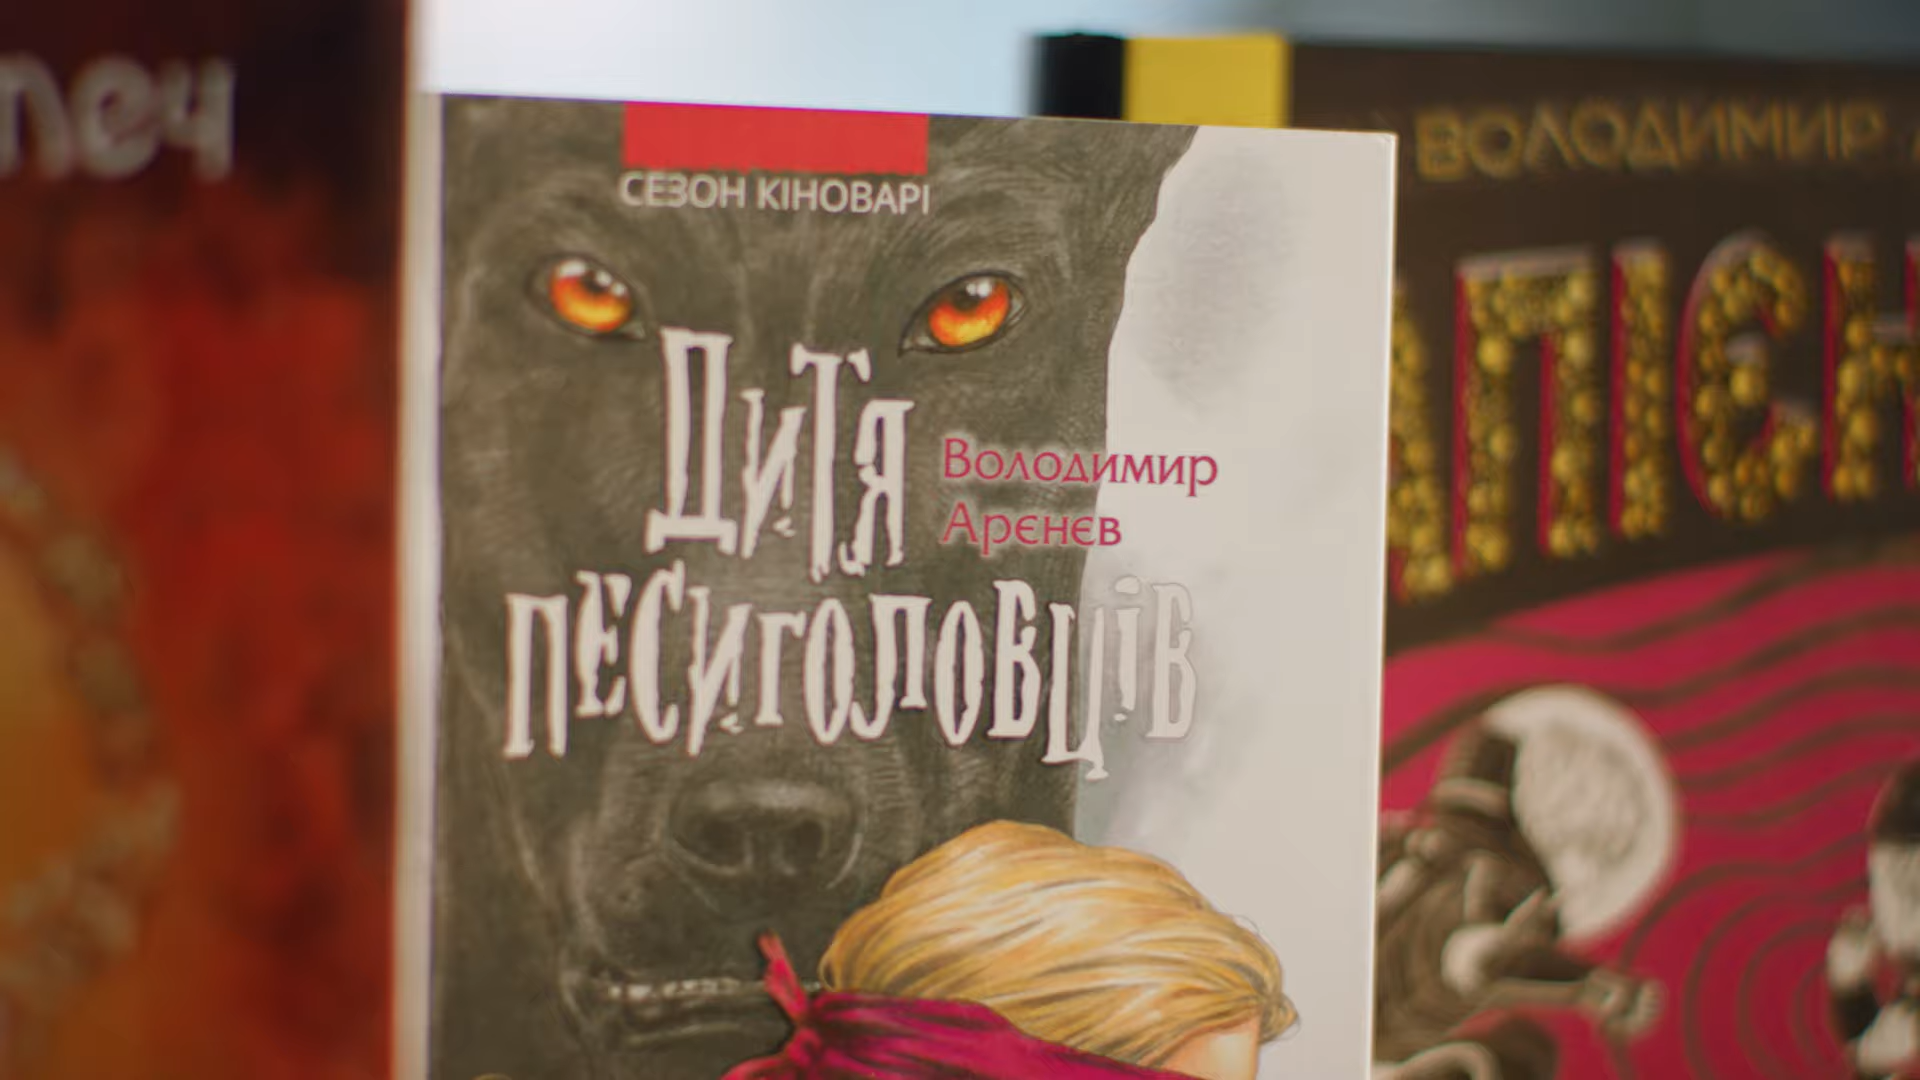 СЕЗОН КІНОВАРІ
Дитя
песиголовців
Володимир
Арєнєв
ВОЛОДИМИР